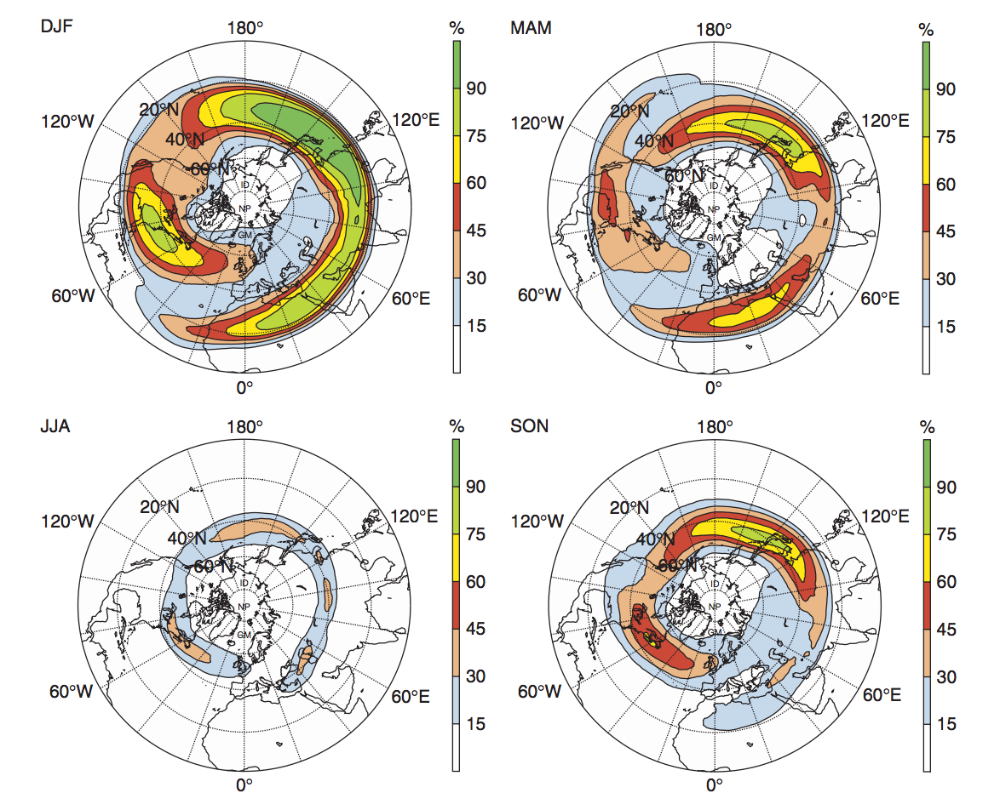 DJF
180°
%
MAM
180°
%
120°W
20°N
40°N
60°N
120°E
ID
NP
GM
60°W
60°E
0°
90
75
60
45
30
15
120°W
20°N
40°N
60°N
120°E
ID
NP
GM
60°W
60°E
0°
90
75
60
45
30
15
JJA
180°
%
SON
180°
%
120°W
20°N
40°N
60°N
120°E
ID
NP
GM
60°W
60°E
0°
90
75
60
45
30
15
120°W
20°N
40°N
60°N
120°E
ID
NP
GM
60°W
60°E
0°
90
75
60
45
30
15